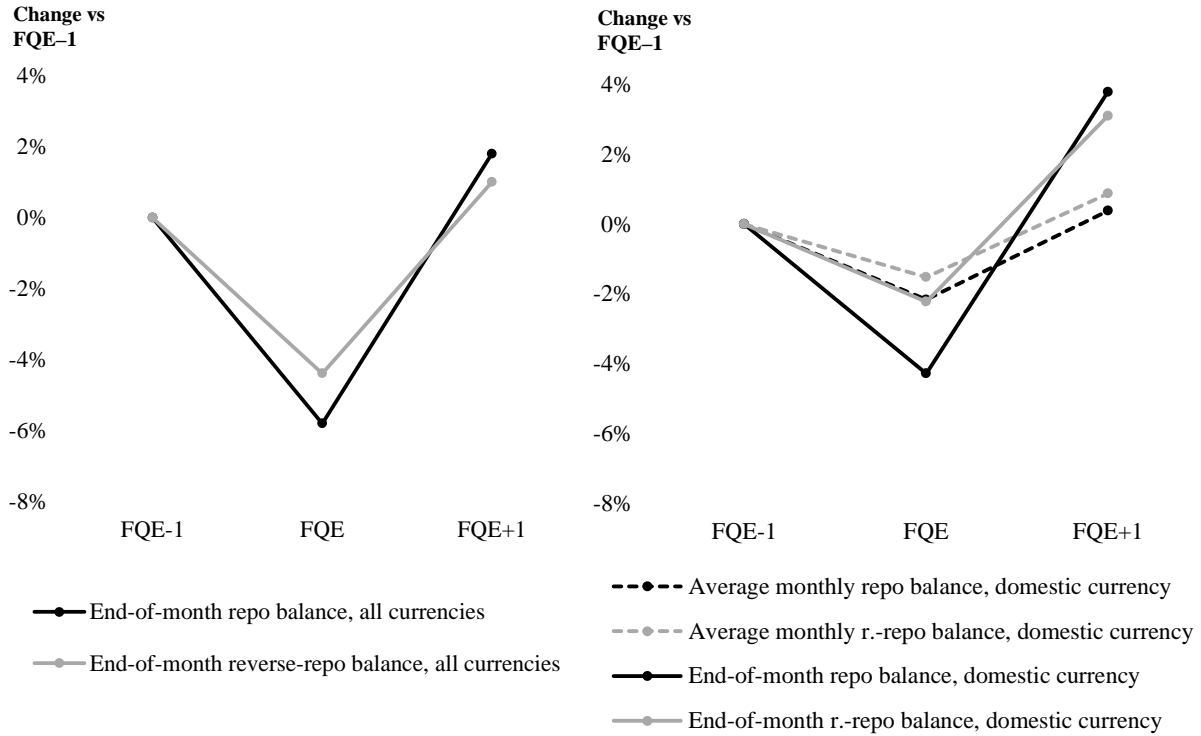 Change vs
FQE–1
4%
2%
0%
-2%
-4%
-6%
-8%
FQE-1
FQE
FQE+1
End-of-month repo balance, all currencies
End-of-month reverse-repo balance, all currencies
Change vs
FQE–1
4%
2%
0%
-2%
-4%
-6%
-8%
FQE-1
FQE
FQE+1
Average monthly repo balance, domestic currency
Average monthly r.-repo balance, domestic currency
End-of-month repo balance, domestic currency
End-of-month r.-repo balance, domestic currency